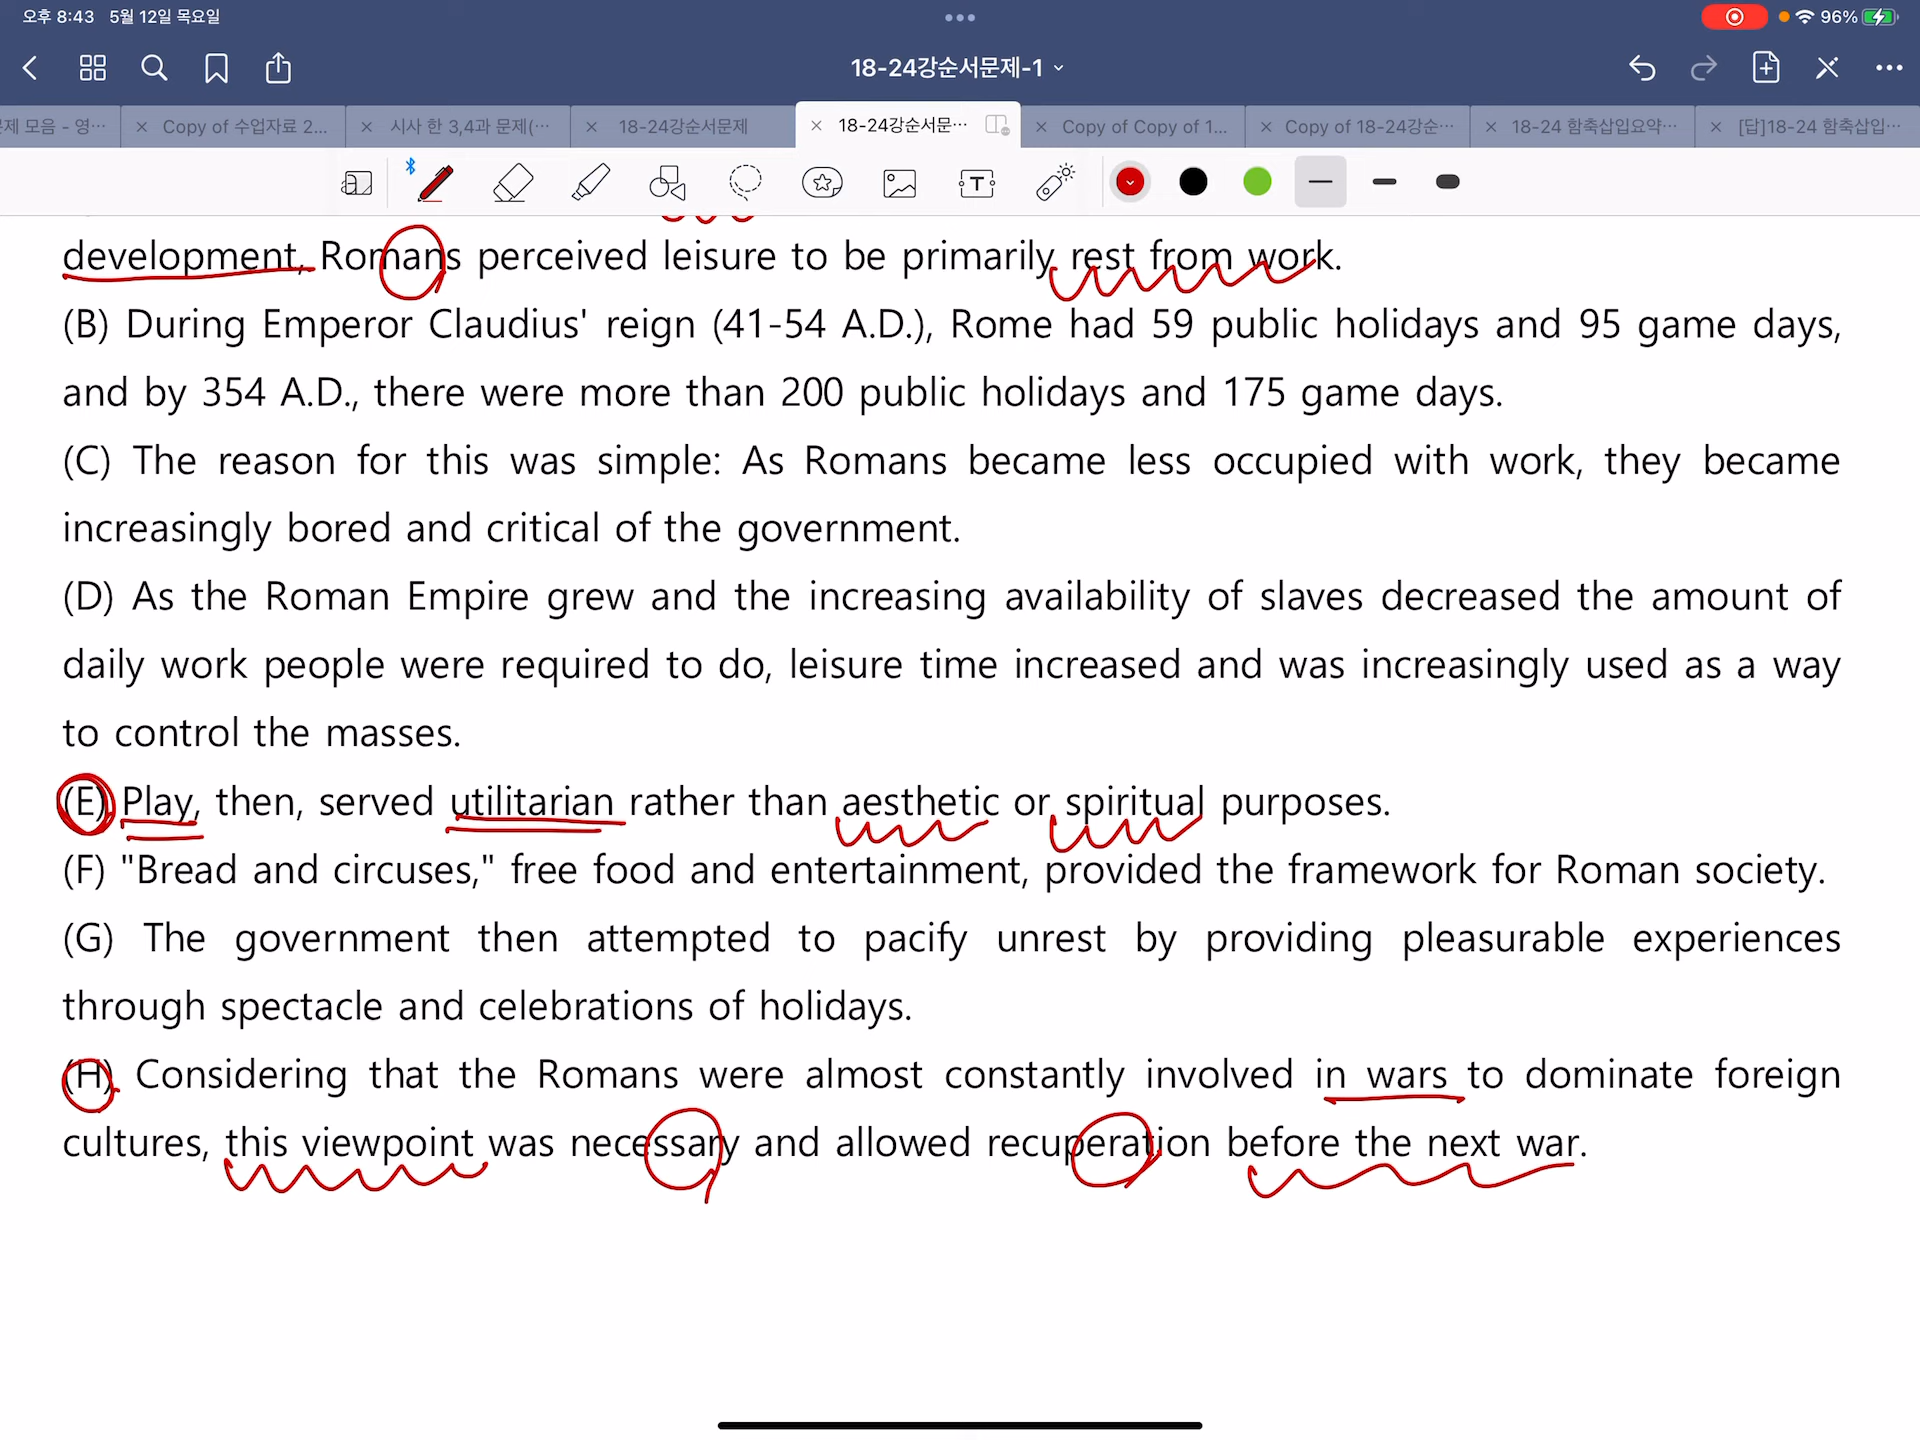 오후 8:43 5월 12일 목요일
96%
18-24강순서문제-1
제 모음 - 영…
Copy of 수업자료 2...
시사 한 3,4과 문제(…
18-24강순서문제
18-24강순서문…
Copy of Copy of 1...
Copy of 18-24강순…
18-24 함축삽입요약…
[답]18-24 함축삽입…
development, Romans perceived leisure to be primarily rest from work.
(B) During Emperor Claudius' reign (41-54 A.D.), Rome had 59 public holidays and 95 game days,
and by 354 A.D., there were more than 200 public holidays and 175 game days.
(C) The reason for this was simple: As Romans became less occupied with work, they became
increasingly bored and critical of the government.
(D) As the Roman Empire grew and the increasing availability of slaves decreased the amount of
daily work people were required to do, leisure time increased and was increasingly used as a way
to control the masses.
(E) Play, then, served utilitarian rather than aesthetic or spiritual purposes.
(F) "Bread and circuses," free food and entertainment, provided the framework for Roman society.
(G) The government then attempted to pacify unrest by providing pleasurable experiences
through spectacle and celebrations of holidays.
(H) Considering that the Romans were almost constantly involved in wars to dominate foreign
cultures, this viewpoint was necessary and allowed recuperation before the next war.